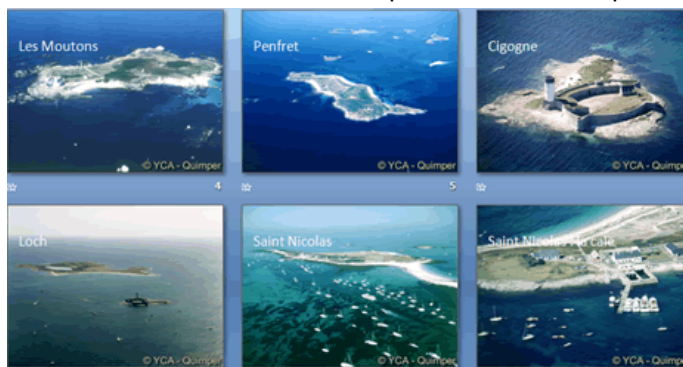 Les Moutons
Penfret
Cigogne
© YCA - Quimper
© YCA - Quimper
© YCA - Quimper
4
5
Loch
Saint Nicolas
Saint Nicolas
© YCA - Quimper
© YCA - Quimper
© YCA - Quimper